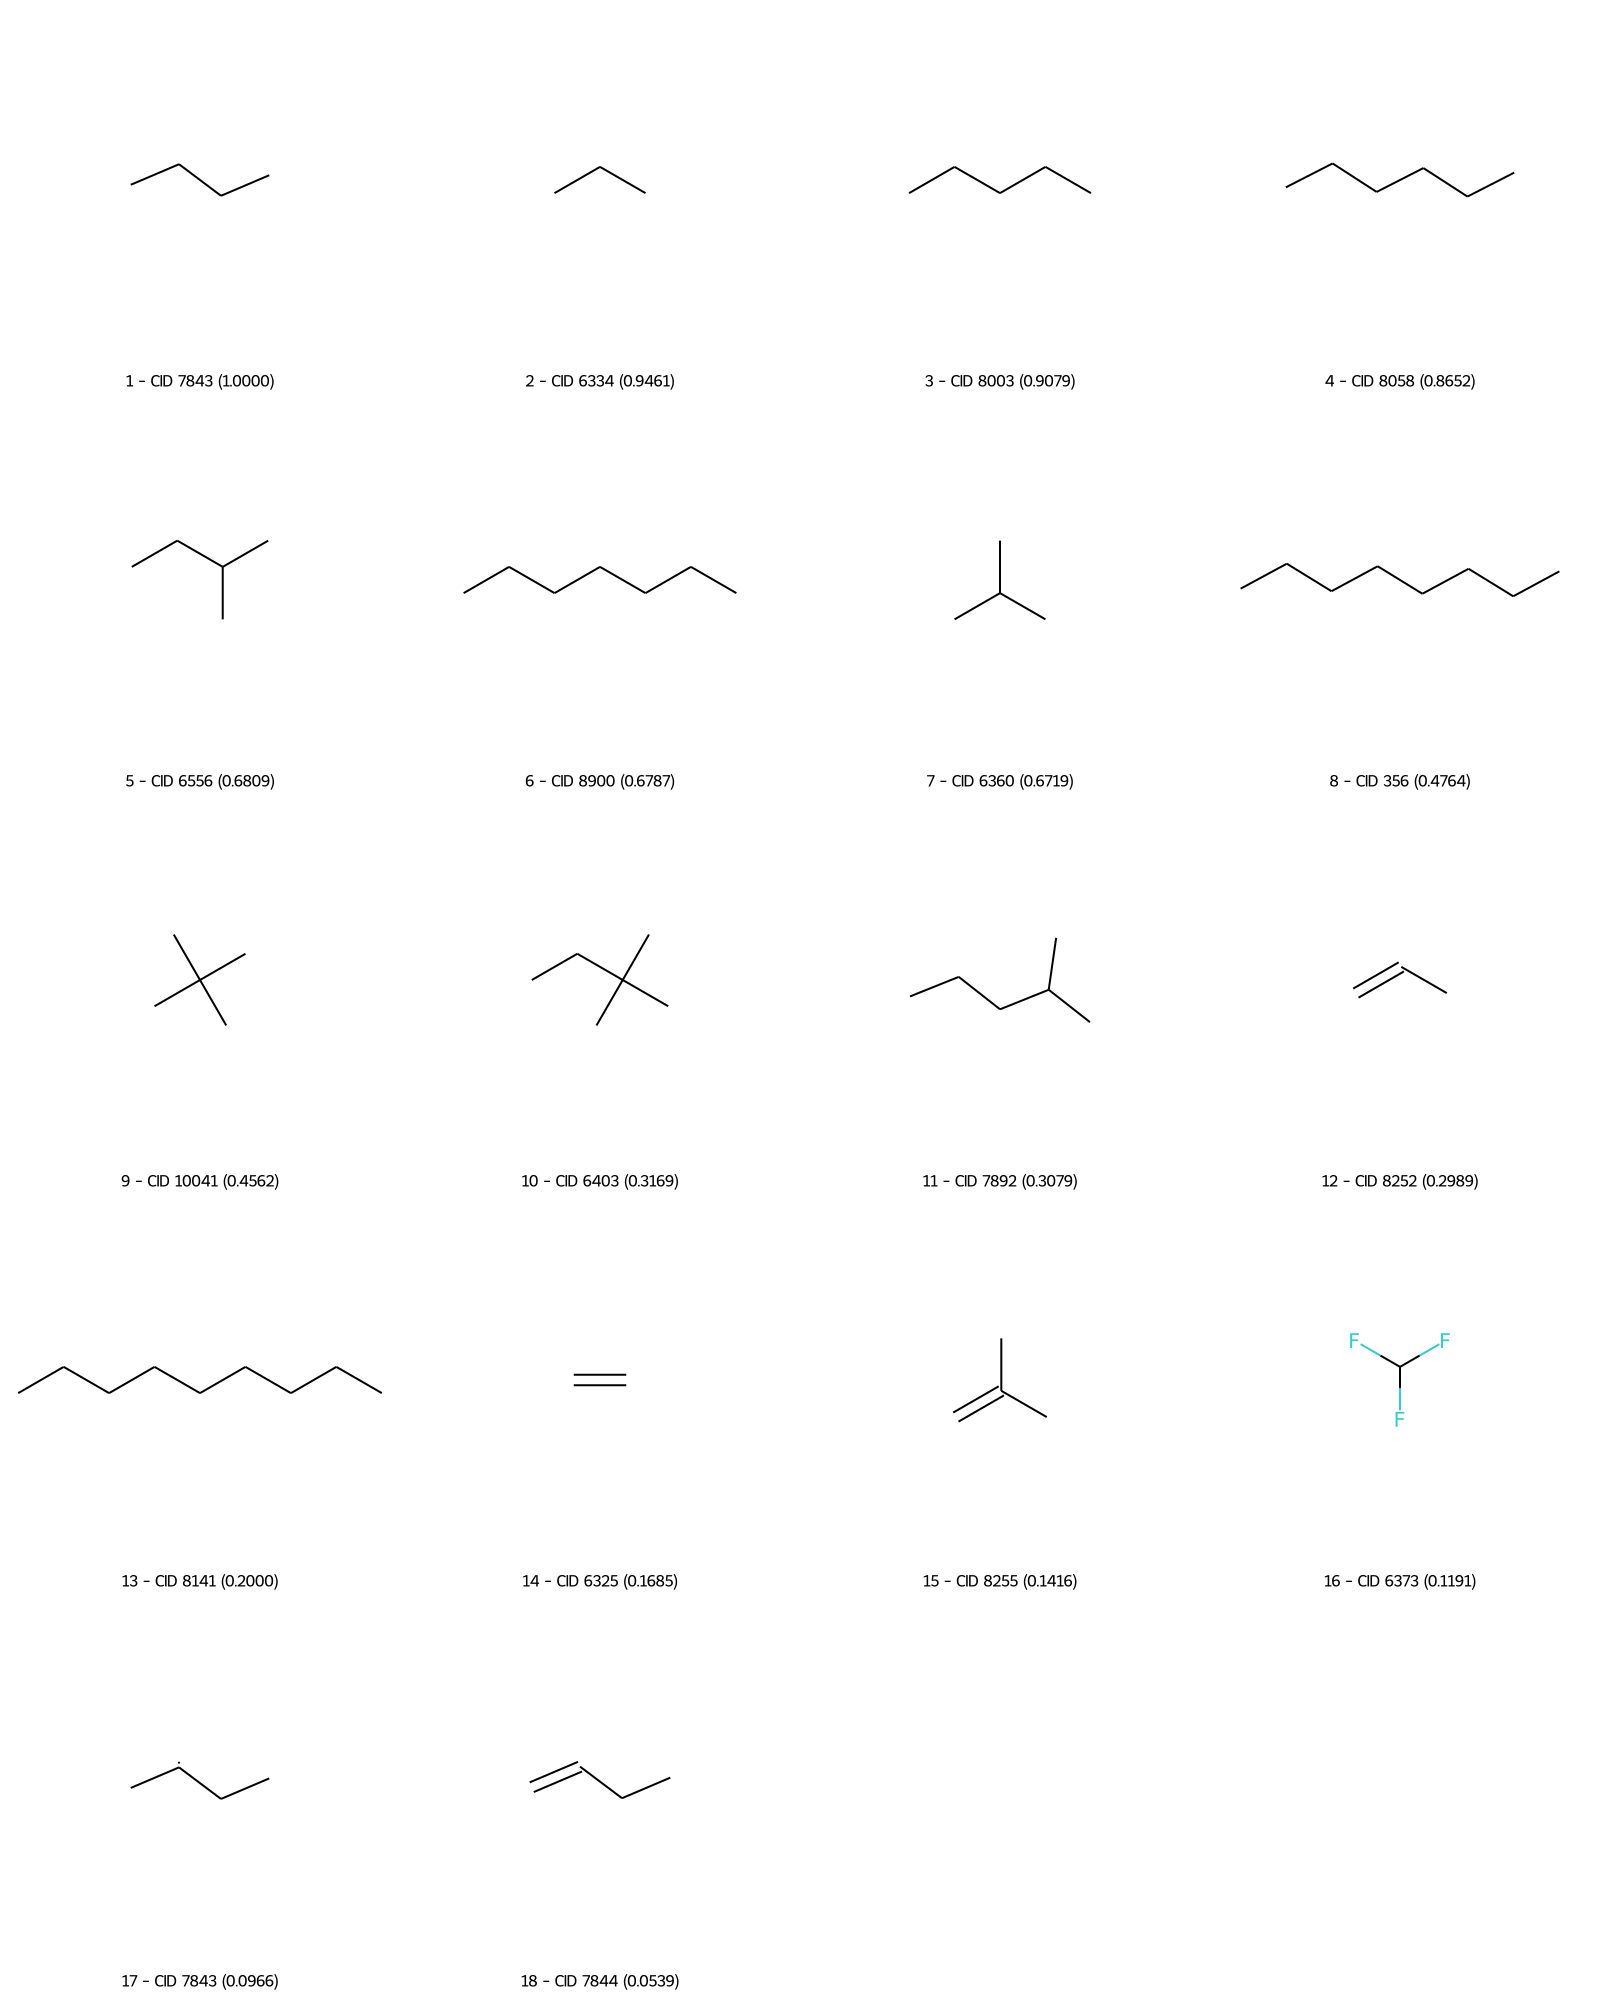 1 - CID 7843 (1.0000)
2 - CID 6334 (0.9461)
3 - CID 8003 (0.9079)
4 - CID 8058 (0.8652)
5 - CID 6556 (0.6809)
6 - CID 8900 (0.6787)
7 - CID 6360 (0.6719)
8 - CID 356 (0.4764)
9 - CID 10041 (0.4562)
10 - CID 6403 (0.3169)
11 - CID 7892 (0.3079)
12 - CID 8252 (0.2989)
F F
F
13 - CID 8141 (0.2000)
14 - CID 6325 (0.1685)
15 - CID 8255 (0.1416)
16 - CID 6373 (0.1191)
17 - CID 7843 (0.0966)
18 - CID 7844 (0.0539)